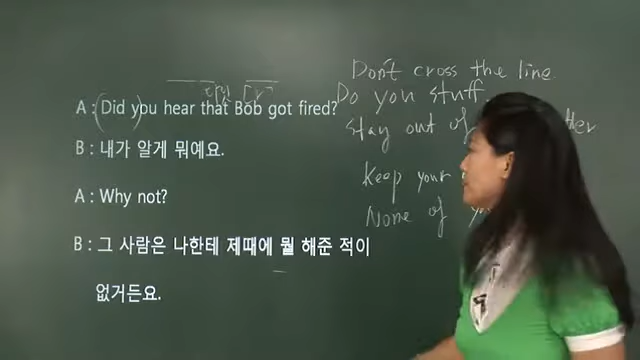 A : Did you hear that Bob got fired?
B : 내가 알게 뭐예요.
A : Why not?
B : 그 사람은 나한테 제때에 뭘 해준 적이
없거든요.
Don't cross the line
Do you stuff.
Stay out of
Keep your
None of